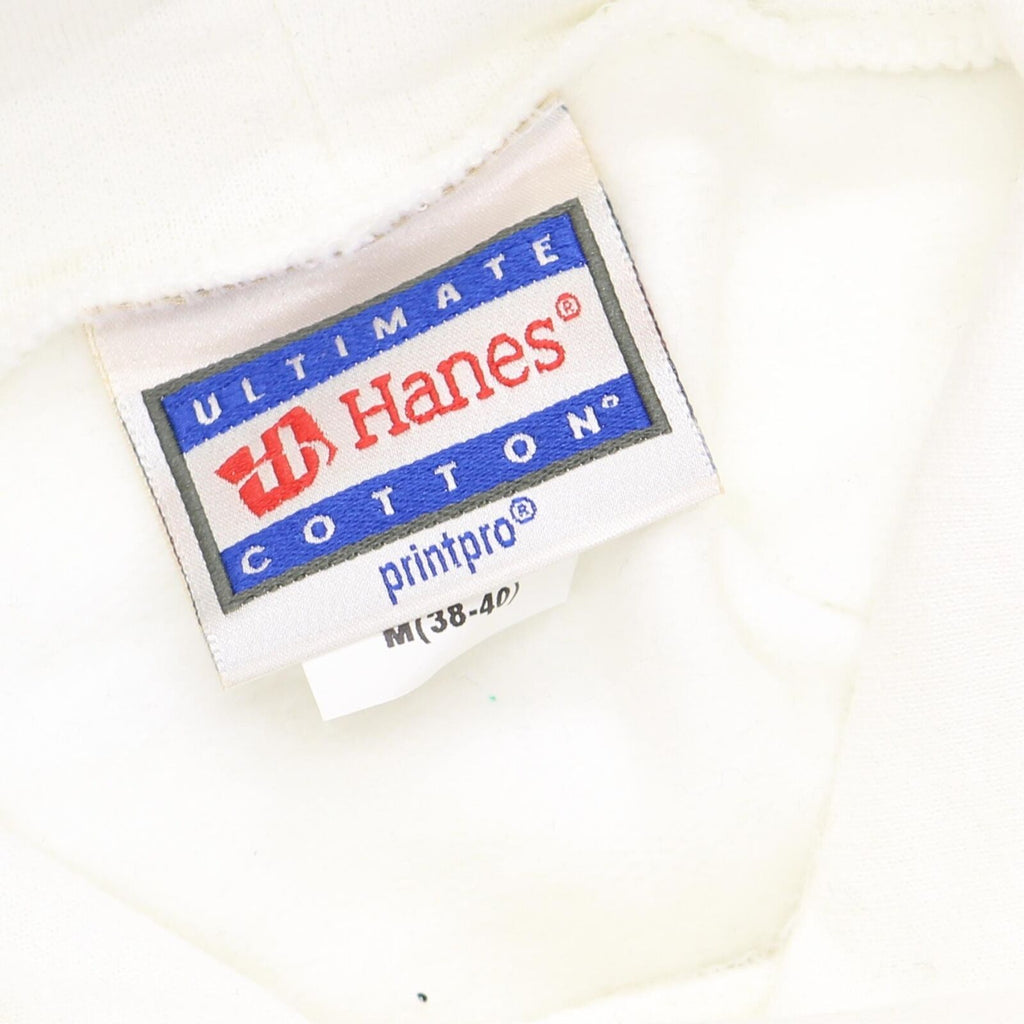 ULTIMATE
Hanes®
COTTON®
printpro®
M(38-40)